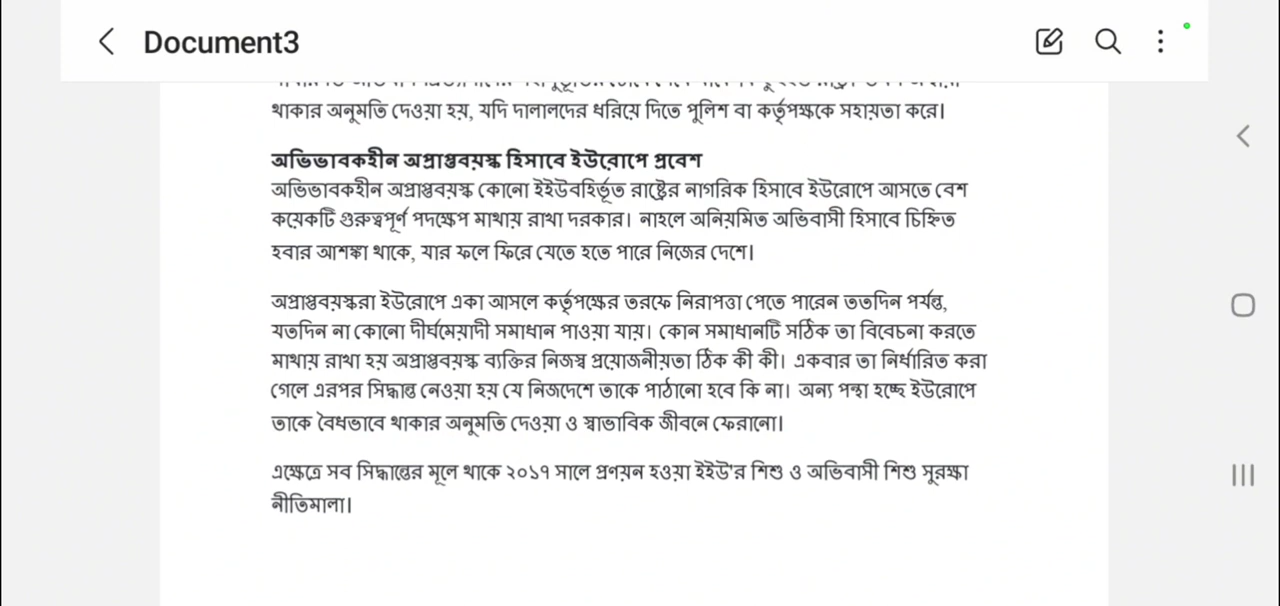 Document3
থাকার অনুমতি দেওয়া হয়, যদি দালালদের ধরিয়ে দিতে পুলিশ বা কর্তৃপক্ষকে সহায়তা করে।
অভিভাবকহীন অপ্রাপ্তবয়স্ক হিসাবে ইউরোপে প্রবেশ
অভিভাবকহীন অপ্রাপ্তবয়স্ক কোনো ইইউবহির্ভূত রাষ্ট্রের নাগরিক হিসাবে ইউরোপে আসতে বেশ
কয়েকটি গুরুত্বপূর্ণ পদক্ষেপ মাথায় রাখা দরকার। নাহলে অনিয়মিত অভিবাসী হিসাবে চিহ্নিত
হবার আশঙ্কা থাকে, যার ফলে ফিরে যেতে হতে পারে নিজের দেশে।
অপ্রাপ্তবয়স্করা ইউরোপে একা আসলে কর্তৃপক্ষের তরফে নিরাপত্তা পেতে পারেন ততদিন পর্যন্ত,
যতদিন না কোনো দীর্ঘমেয়াদী সমাধান পাওয়া যায়। কোন সমাধানটি সঠিক তা বিবেচনা করতে
মাথায় রাখা হয় অপ্রাপ্তবয়স্ক ব্যক্তির নিজস্ব প্রয়োজনীয়তা ঠিক কী কী। একবার তা নির্ধারিত করা
গেলে এরপর সিদ্ধান্ত নেওয়া হয় যে নিজদেশে তাকে পাঠানো হবে কি না। অন্য পন্থা হচ্ছে ইউরোপে
তাকে বৈধভাবে থাকার অনুমতি দেওয়া ও স্বাভাবিক জীবনে ফেরানো।
এক্ষেত্রে সব সিদ্ধান্তের মূলে থাকে ২০১৭ সালে প্রণয়ন হওয়া ইইউ'র শিশু ও অভিবাসী শিশু সুরক্ষা
নীতিমালা।